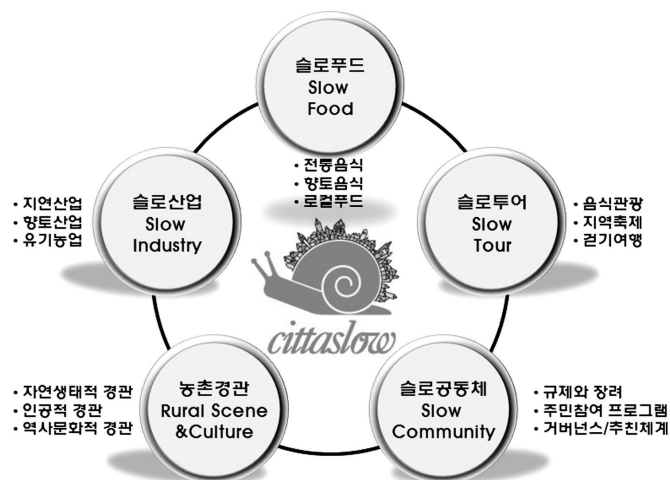 슬로푸드
Slow
Food
• 전통음식
• 향토음식
• 로컬푸드
• 지연산업
• 향토산업
• 유기농업
슬로산업
Slow
Industry
슬로투어
Slow
Tour
• 음식관광
• 지역축제
• 걷기여행
cittaslow
• 자연생태적 경관
• 인공적 경관
• 역사문화적 경관
농촌경관
Rural Scene
&Culture
슬로공동체
Slow
Community
• 규제와 장려
• 주민참여 프로그램
• 거버넌스/추진체계